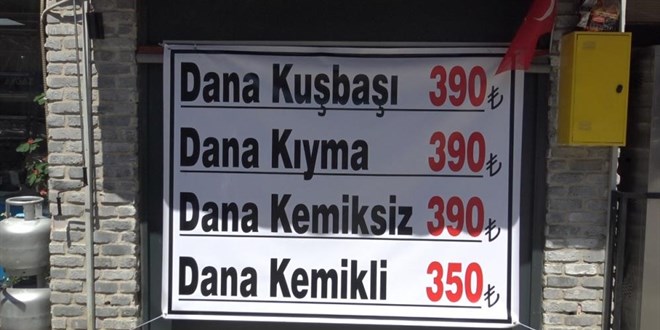 Dana Kuşbaşı 390₺
Dana Kıyma 390₺
Dana Kemiksiz 390₺
Dana Kemikli 350₺